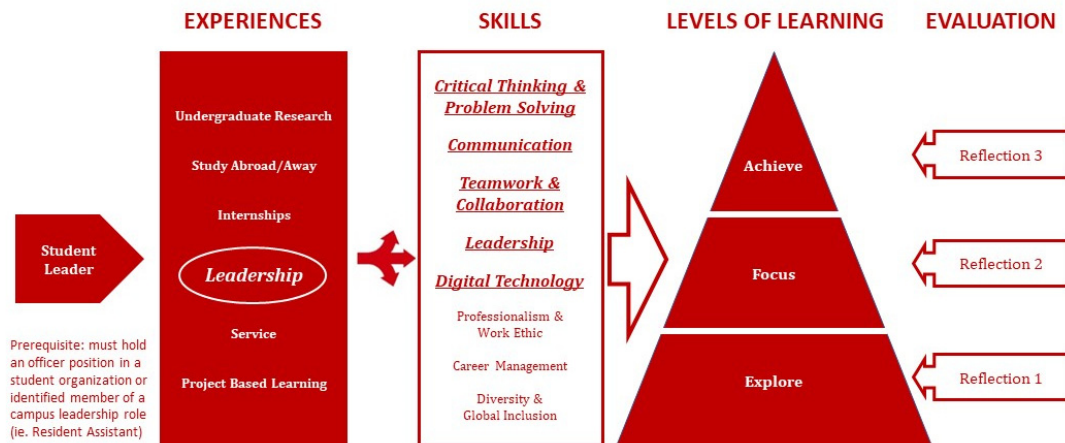 EXPERIENCES
SKILLS
LEVELS OF LEARNING
EVALUATION
Student
Leader
Prerequisite: must hold
an officer position in a
student organization or
identified member of a
campus leadership role
(ie. Resident Assistant)
Undergraduate Research
Study Abroad/Away
Internships
Leadership
Service
Project Based Learning
Critical Thinking &
Problem Solving
Communication
Teamwork &
Collaboration
Leadership
Digital Technology
Professionalism &
Work Ethic
Career Management
Diversity &
Global Inclusion
Achieve
Focus
Explore
Reflection 3
Reflection 2
Reflection 1